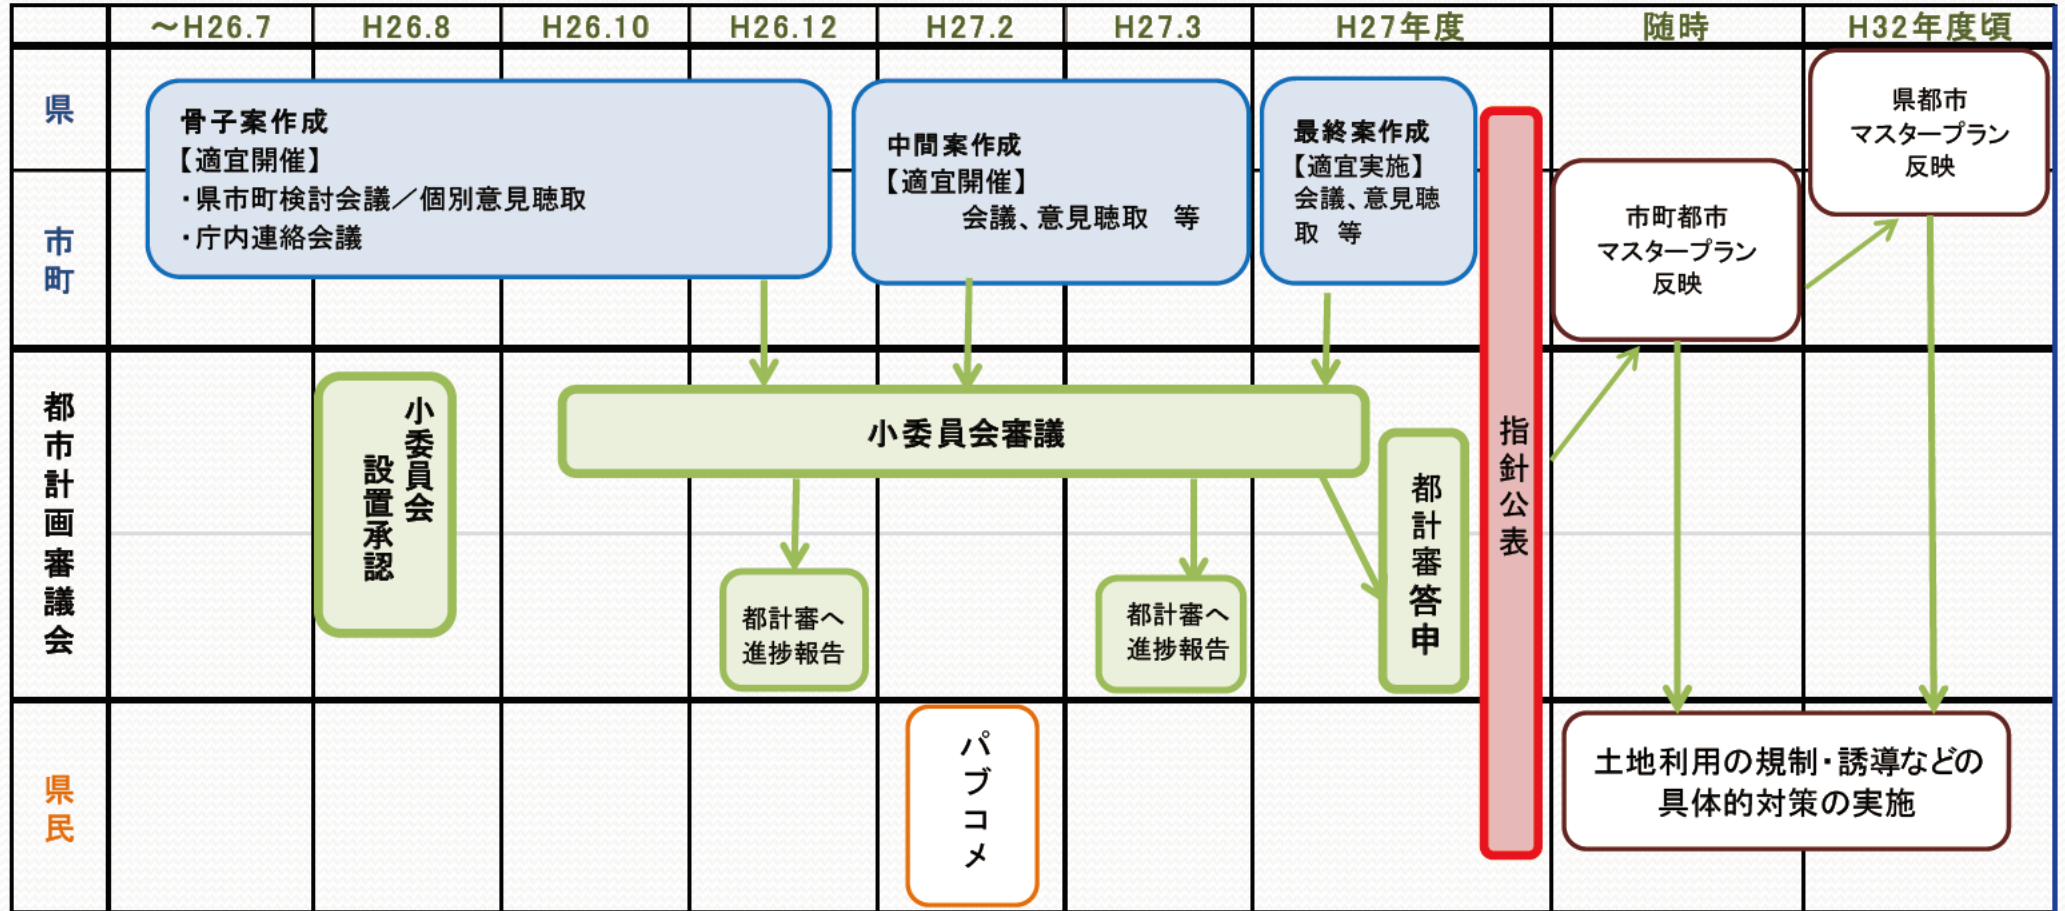 ～H26.7
H26.8
H26.10
H26.12
H27.2
H27.3
H27年度
随時
H32年度頃
県
骨子案作成
【適宜開催】
・県市町検討会議／個別意見聴取
・庁内連絡会議
中間案作成
【適宜開催】
会議、意見聴取　等
最終案作成
【適宜実施】
会議、意見聴
取　等
県都市
マスタープラン
反映
市町
市町都市
マスタープラン
反映
都市計画審議会
小委員会
設置承認
小委員会審議
都計審へ
進捗報告
都計審へ
進捗報告
都計審答申
指針公表
県民
パブコメ
土地利用の規制・誘導などの
具体的対策の実施